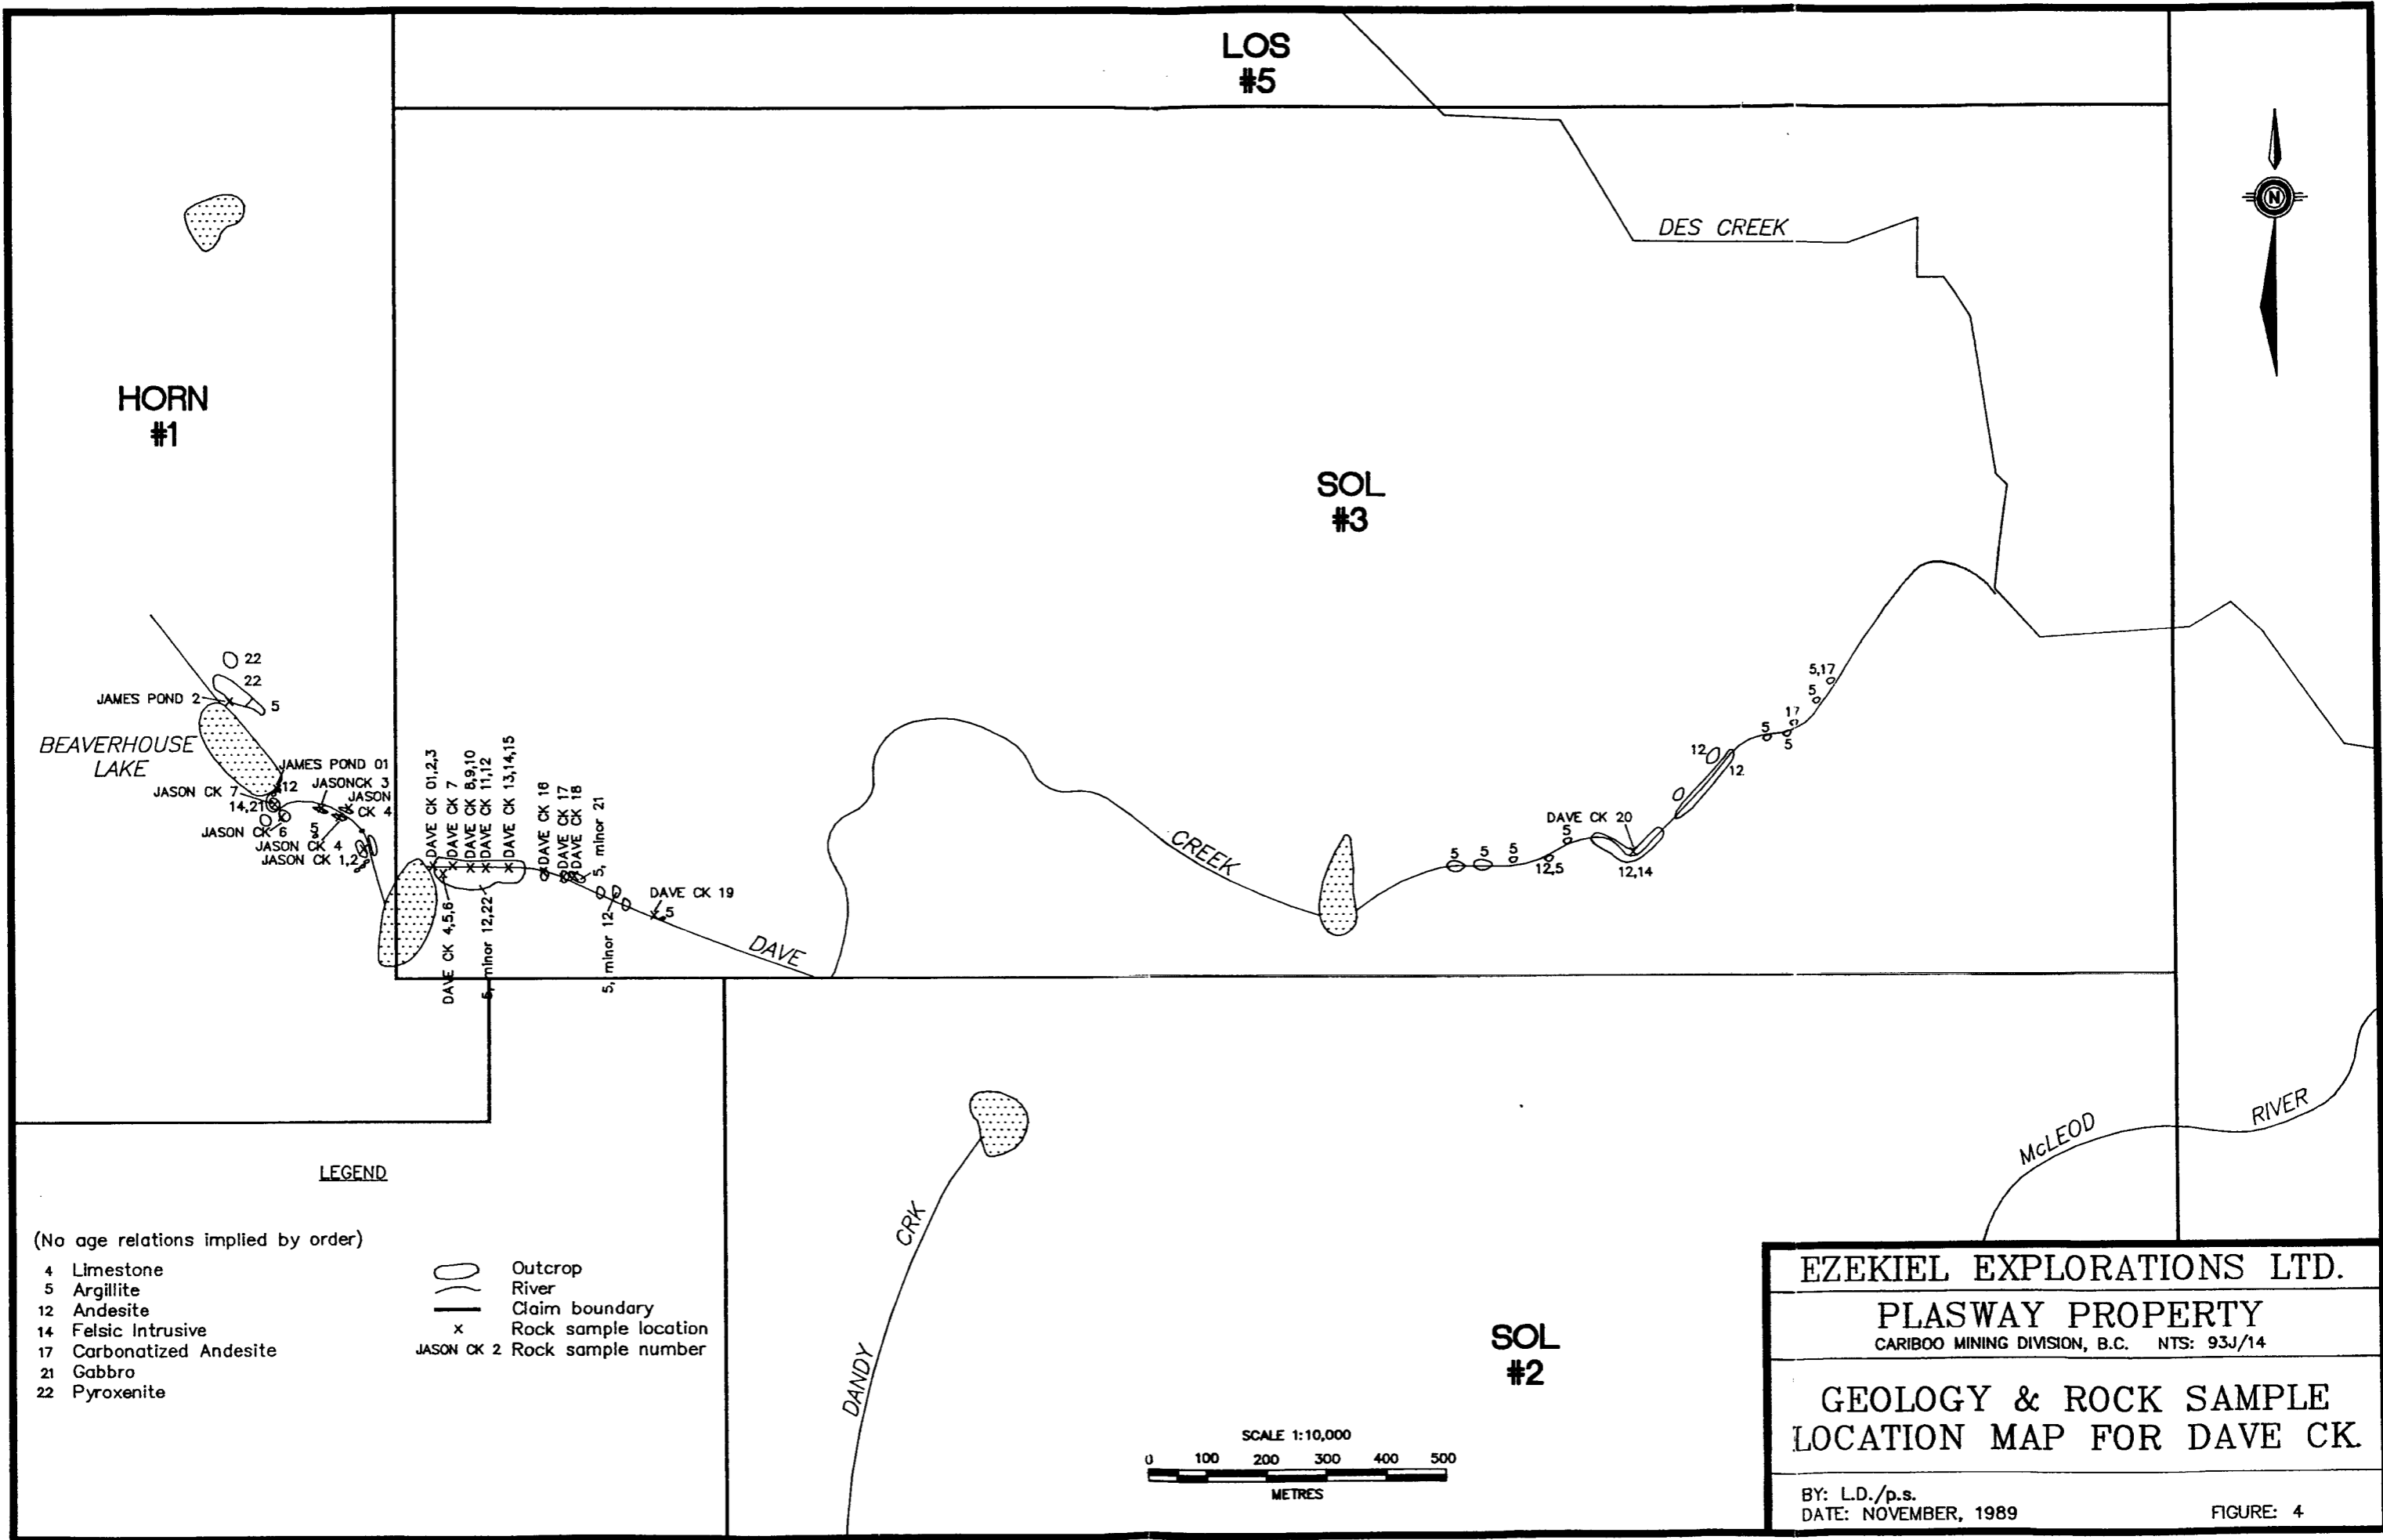 LOS
#5
DES CREEK
N
HORN
#1
SOL
#3
22
22
JAMES POND 2
5
BEAVERHOUSE
LAKE
JAMES POND 01
12
JASON CK 7
JASONCK 3
14,21
JASON
CK 4
JASON CK 6
5
JASON CK 4
JASON CK 1,2
DAVE CK 01,2,3
DAVE CK 7
DAVE CK 8,9,10
DAVE CK 11,12
DAVE CK 13,14,15
DAVE CK 16
DAVE CK 17
DAVE CK 18
5, minor 21
DAVE CK 4,5,6
5, minor 12,22
5, minor 12
DAVE CK 19
5
DAVE
CREEK
5
5
5
12,5
5
DAVE CK 20
12,14
12
12
5
5
17
5
5,17
McLEOD
RIVER
DANDY
CRK
SOL
#2
LEGEND
(No age relations implied by order)
4 Limestone
5 Argillite
12 Andesite
14 Felsic Intrusive
17 Carbonatized Andesite
21 Gabbro
22 Pyroxenite
Outcrop
River
Claim boundary
x Rock sample location
JASON CK 2 Rock sample number
SCALE 1:10,000
0 100 200 300 400 500
METRES
EZEKIEL EXPLORATIONS LTD.
PLASWAY PROPERTY
CARIBOO MINING DIVISION, B.C. NTS: 93J/14
GEOLOGY & ROCK SAMPLE
LOCATION MAP FOR DAVE CK.
BY: L.D./p.s.
DATE: NOVEMBER, 1989
FIGURE: 4